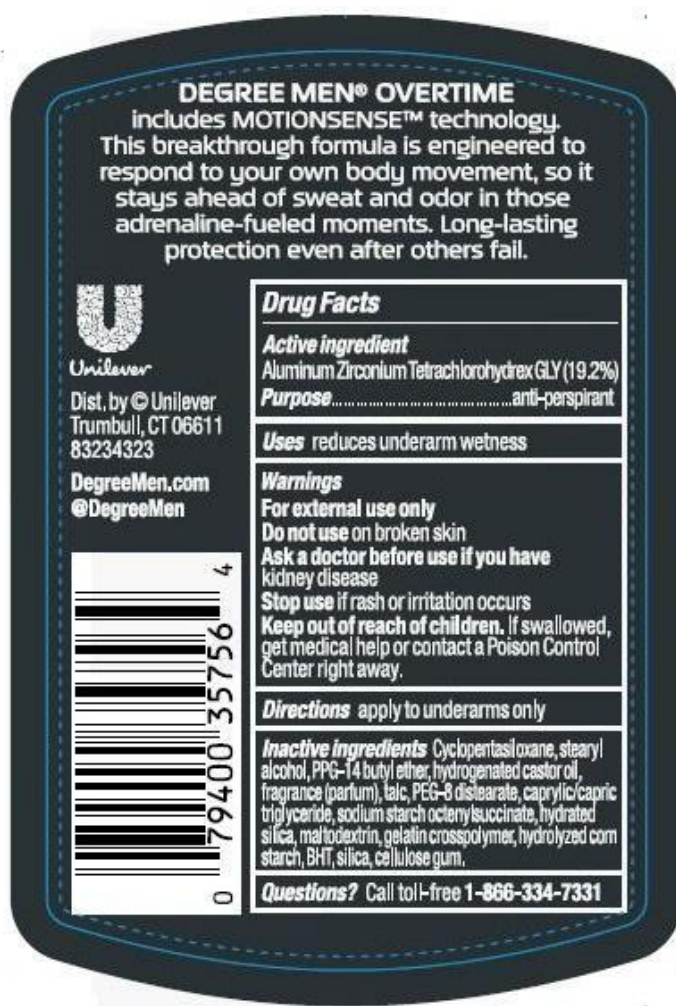 DEGREE MEN® OVERTIME
includes MOTIONSENSE™ technology.
This breakthrough formula is engineered to
respond to your own body movement, so it
stays ahead of sweat and odor in those
adrenaline-fueled moments. Long-lasting
protection even after others fail.
U
Unilever
Dist. by © Unilever
Trumbull, CT 06611
83234323
DegreeMen.com
@DegreeMen
0 79400 35756 4
Drug Facts
Active ingredient
Aluminum Zirconium Tetrachlorohydrex GLY (19.2%)
Purpose............................................anti-perspirant
Uses reduces underarm wetness
Warnings
For external use only
Do not use on broken skin
Ask a doctor before use if you have
kidney disease
Stop use if rash or irritation occurs
Keep out of reach of children. If swallowed,
get medical help or contact a Poison Control
Center right away.
Directions apply to underarms only
Inactive ingredients Cyclopentasiloxane, stearyl
alcohol, PPG-14 butyl ether, hydrogenated castor oil,
fragrance (parfum), talc, PEG-8 distearate, caprylic/capric
triglyceride, sodium starch octenylsuccinate, hydrated
silica, maltodextrin, gelatin crosspolymer, hydrolyzed corn
starch, BHT, silica, cellulose gum.
Questions? Call toll-free 1-866-334-7331